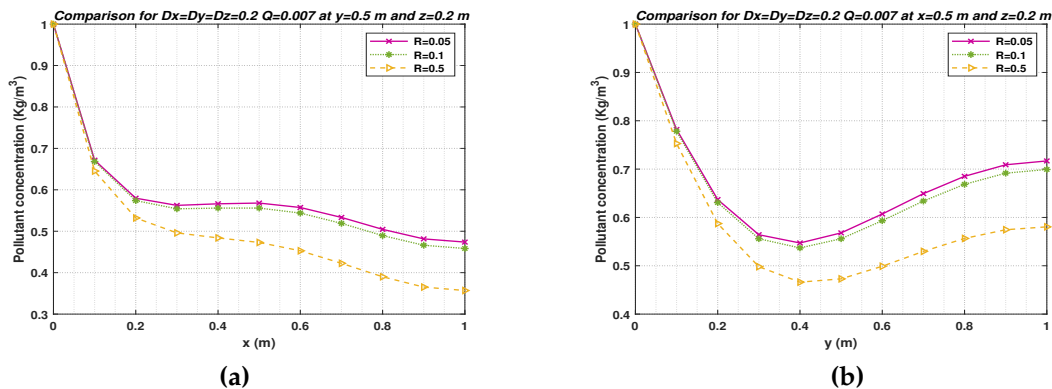 Comparison for Dx=Dy=Dz=0.2 Q=0.007 at y=0.5 m and z=0.2 m
Pollutant concentration (Kg/m³)
1
0.9
0.8
0.7
0.6
0.5
0.4
0.3
R=0.05
R=0.1
R=0.5
0 0.2 0.4 0.6 0.8 1
x (m)
(a)
Comparison for Dx=Dy=Dz=0.2 Q=0.007 at x=0.5 m and z=0.2 m
Pollutant concentration (Kg/m³)
1
0.9
0.8
0.7
0.6
0.5
0.4
R=0.05
R=0.1
R=0.5
0 0.2 0.4 0.6 0.8 1
y (m)
(b)